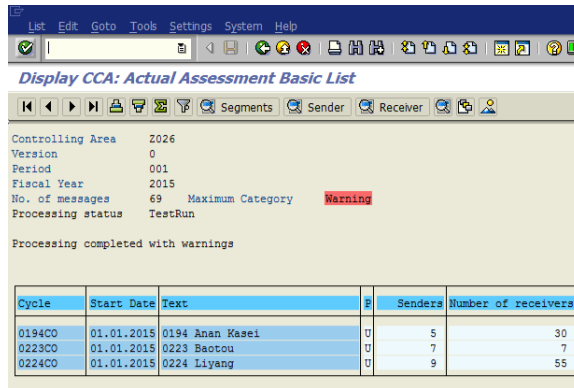 List Edit Goto Tools Settings System Help
Display CCA: Actual Assessment Basic List
Segments Sender Receiver
Controlling Area Z026
Version 0
Period 001
Fiscal Year 2015
No. of messages 69 Maximum Category Warning
Processing status TestRun
Processing completed with warnings
Cycle Start Date Text P Senders Number of receivers
0194CO 01.01.2015 0194 Anan Kasei U 5 30
0223CO 01.01.2015 0223 Baotou U 7 7
0224CO 01.01.2015 0224 Liyang U 9 55